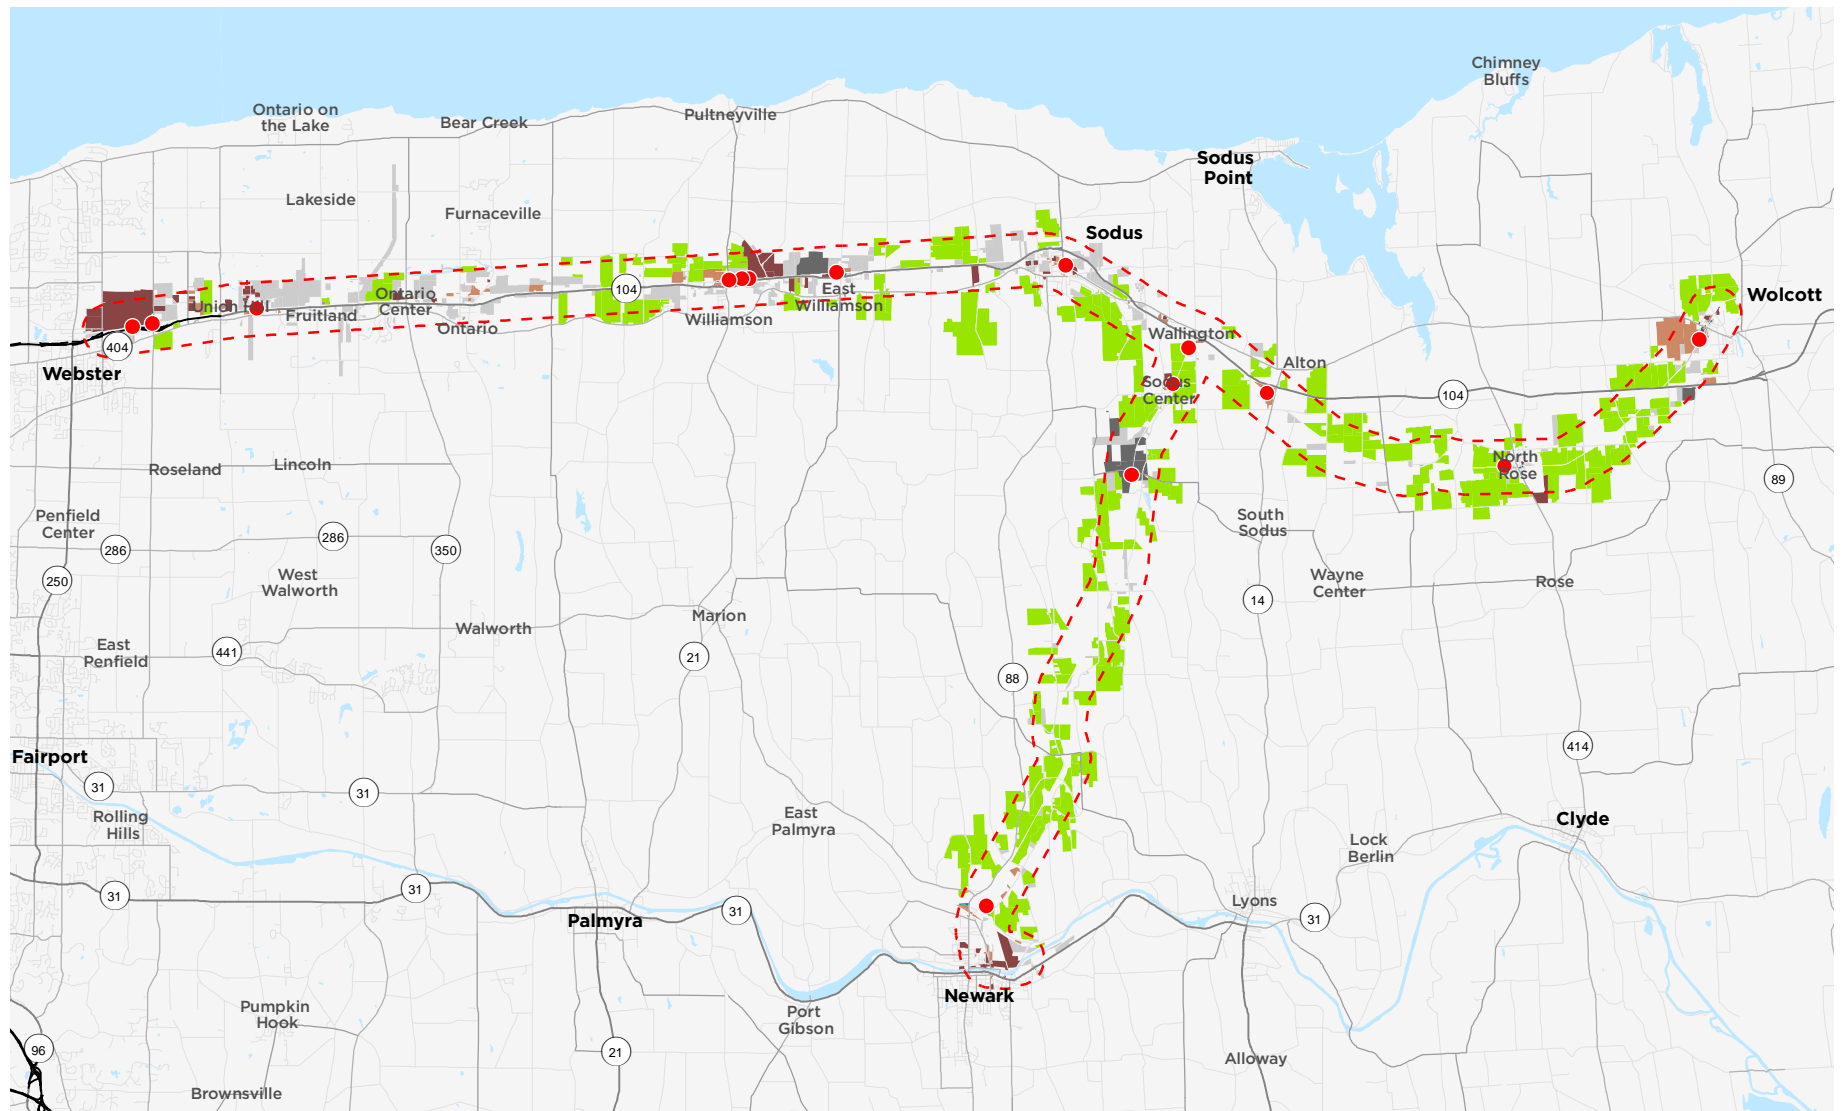 Chimney
Bluffs
Ontario on
the Lake
Bear Creek
Pultneyville
Sodus
Point
Lakeside
Furnaceville
Sodus
Wolcott
104
Union Hill
Ontario
Center
Fruitland
Ontario
East
Williamson
Williamson
Wallington
404
Webster
Alton
Sodus
Center
104
Roseland
Lincoln
North
Rose
89
Penfield
Center
286
286
350
South
Sodus
250
West
Walworth
Wayne
Center
Rose
14
Marion
Walworth
East
Penfield
441
21
88
414
Fairport
31
31
Rolling
Hills
East
Palmyra
Clyde
Lock
Berlin
31
31
31
Palmyra
Lyons
31
Newark
Pumpkin
Hook
Port
Gibson
96
21
Alloway
Brownsville